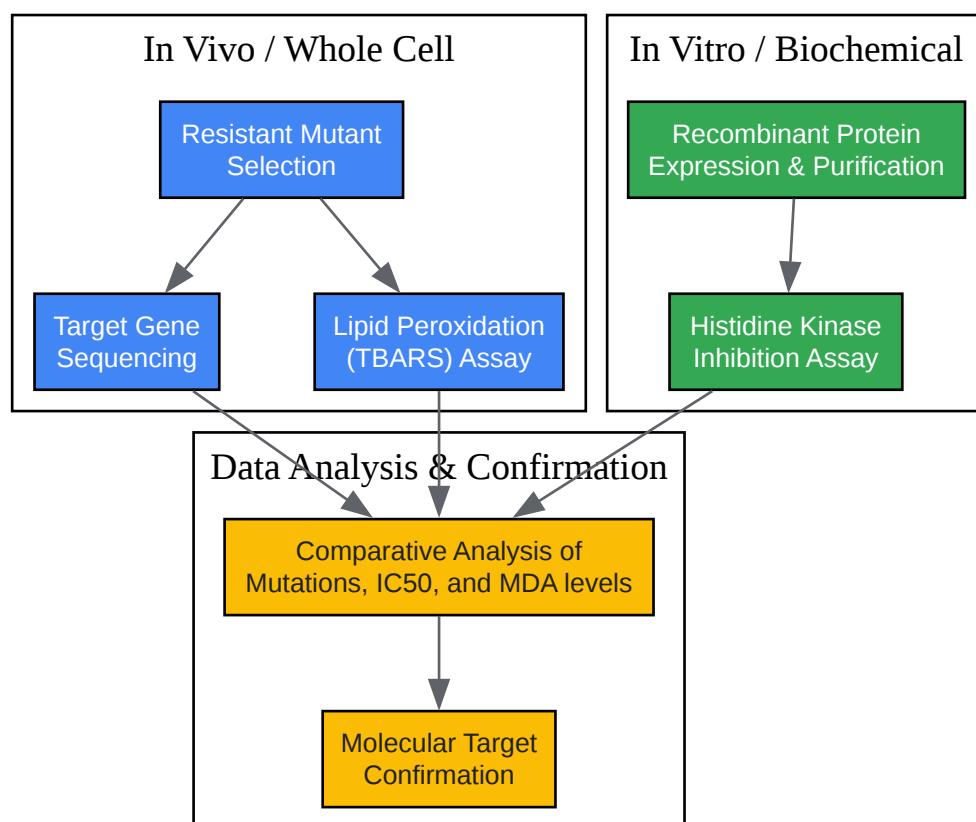 In Vivo / Whole Cell
Resistant Mutant
Selection
Target Gene
Sequencing
Lipid Peroxidation
(TBARS) Assay
In Vitro / Biochemical
Recombinant Protein
Expression & Purification
Histidine Kinase
Inhibition Assay
Data Analysis & Confirmation
Comparative Analysis of
Mutations, IC50, and MDA levels
Molecular Target
Confirmation